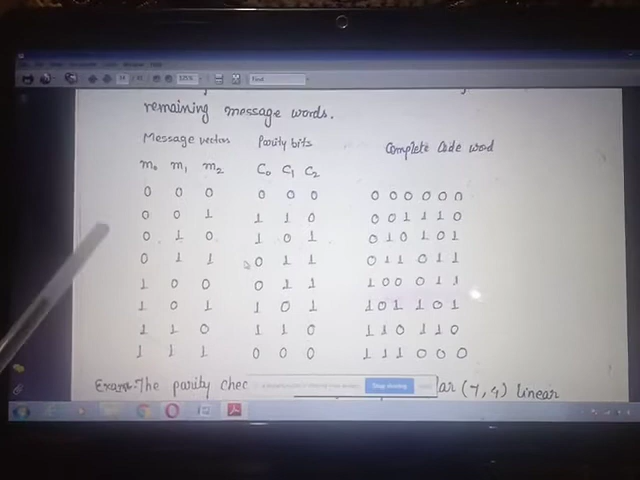 remaining message words.
Message vectors Parity bits Complete Code word
m₀ m₁ m₂ C₀ C₁ C₂
0 0 0 0 0 0 0 0 0 0 0 0
0 0 1 1 1 0 0 0 1 1 1 0
0 1 0 1 0 1 0 1 0 1 0 1
0 1 1 0 1 1 0 1 1 0 1 1
1 0 0 0 1 1 1 0 0 0 1 1
1 0 1 1 0 1 1 0 1 1 0 1
1 1 0 1 1 0 1 1 0 1 1 0
1 1 1 0 0 0 1 1 1 0 0 0
The parity chec Stop sharing ar (7,4) linear